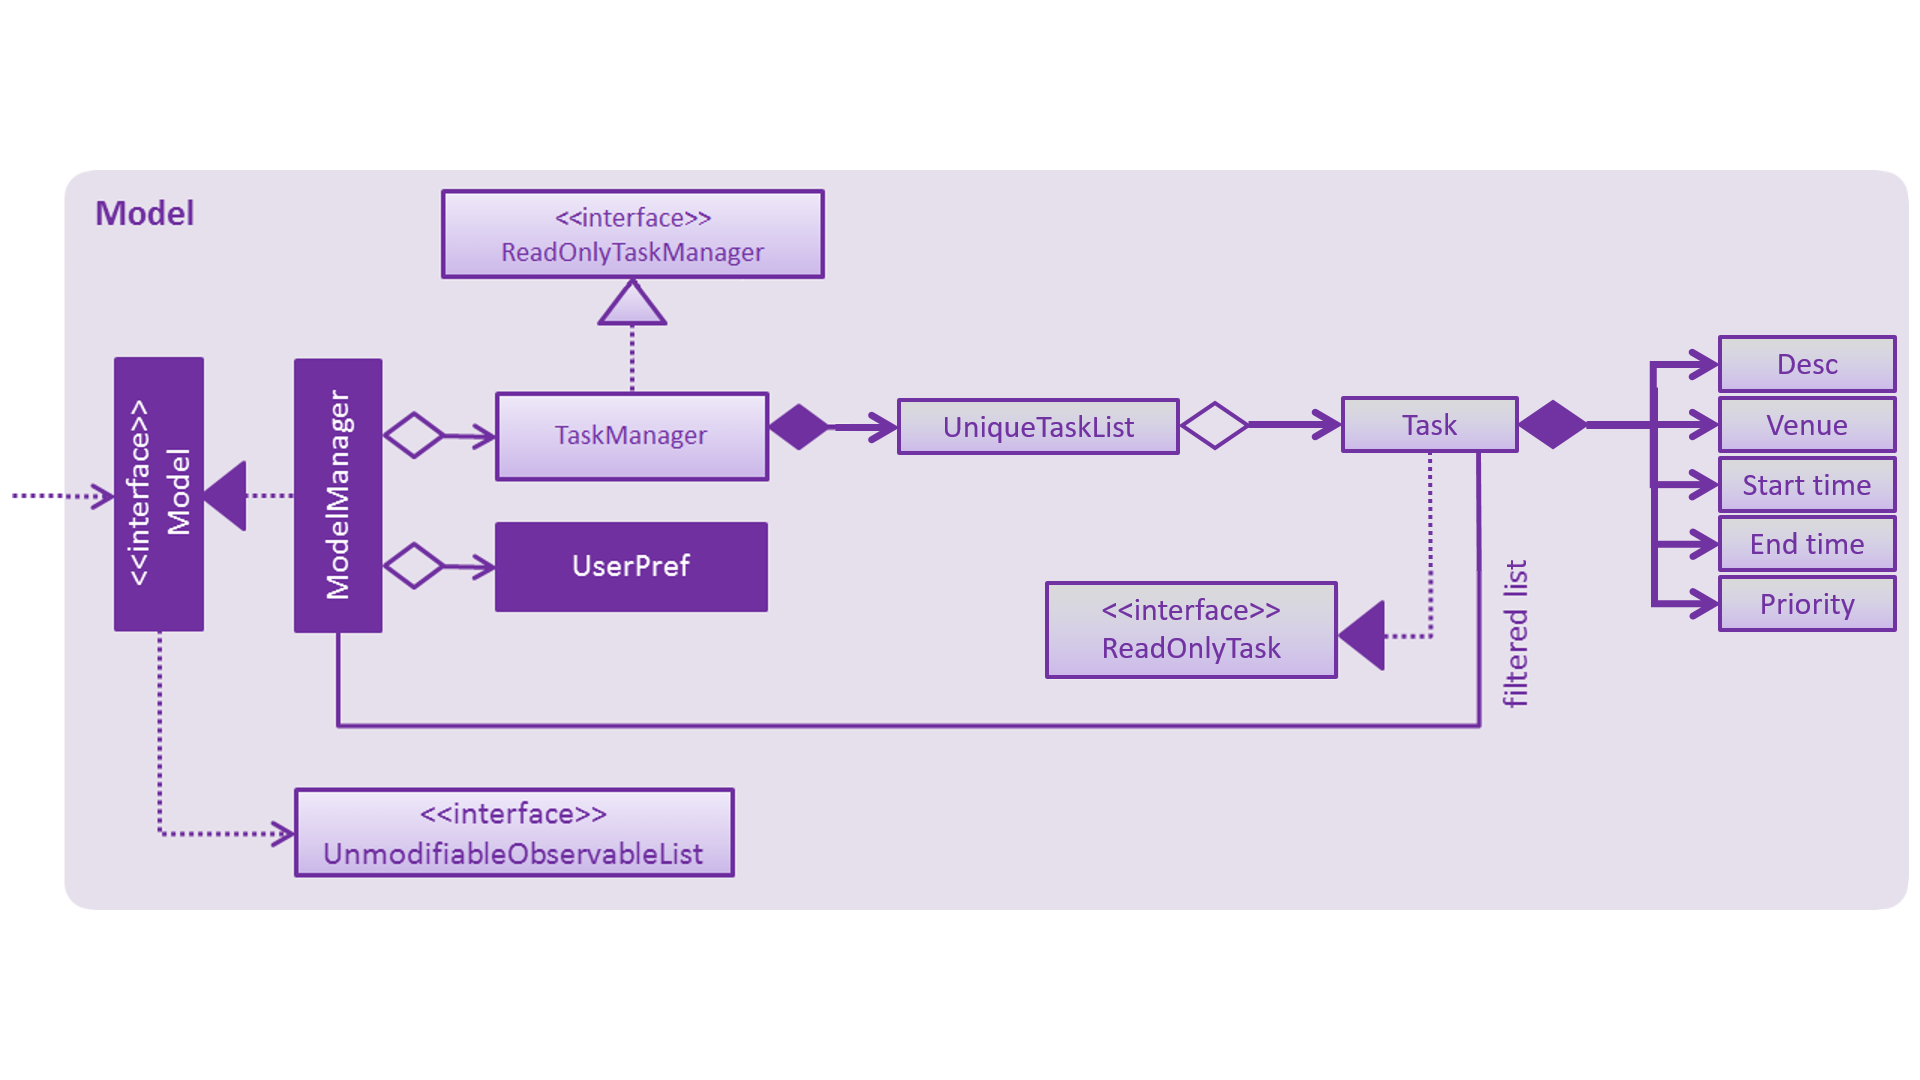 Model
<<interface>>
ReadOnlyTaskManager
<<interface>>
Model
ModelManager
TaskManager
UniqueTaskList
Task
Desc
Venue
Start time
End time
Priority
UserPref
<<interface>>
ReadOnlyTask
filtered list
<<interface>>
UnmodifiableObservableList